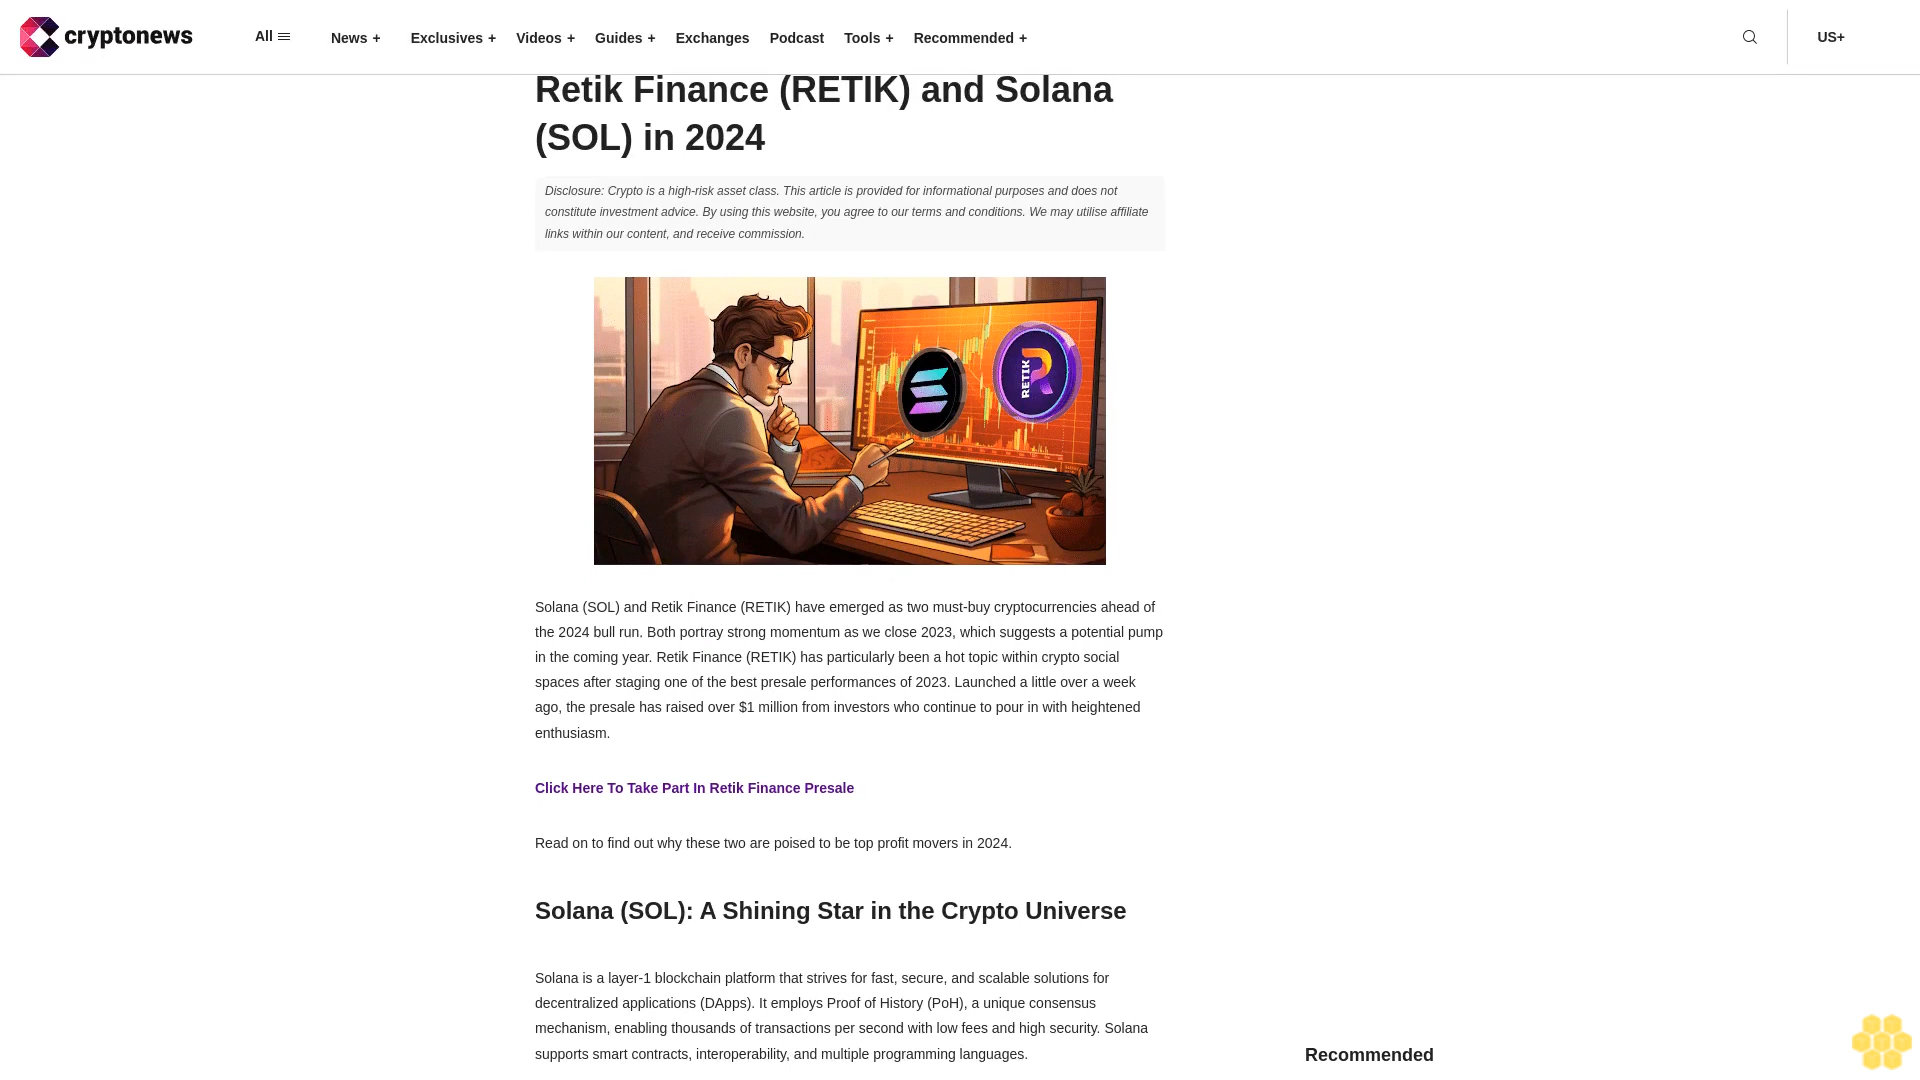 cryptonews
All
News +
Exclusives +
Videos +
Guides +
Exchanges
Podcast
Tools +
Recommended +
US+
Retik Finance (RETIK) and Solana
(SOL) in 2024
Disclosure: Crypto is a high-risk asset class. This article is provided for informational purposes and does not
constitute investment advice. By using this website, you agree to our terms and conditions. We may utilise affiliate
links within our content, and receive commission.
RETIK
Solana (SOL) and Retik Finance (RETIK) have emerged as two must-buy cryptocurrencies ahead of
the 2024 bull run. Both portray strong momentum as we close 2023, which suggests a potential pump
in the coming year. Retik Finance (RETIK) has particularly been a hot topic within crypto social
spaces after staging one of the best presale performances of 2023. Launched a little over a week
ago, the presale has raised over $1 million from investors who continue to pour in with heightened
enthusiasm.
Click Here To Take Part In Retik Finance Presale
Read on to find out why these two are poised to be top profit movers in 2024.
Solana (SOL): A Shining Star in the Crypto Universe
Solana is a layer-1 blockchain platform that strives for fast, secure, and scalable solutions for
decentralized applications (DApps). It employs Proof of History (PoH), a unique consensus
mechanism, enabling thousands of transactions per second with low fees and high security. Solana
supports smart contracts, interoperability, and multiple programming languages.
Recommended